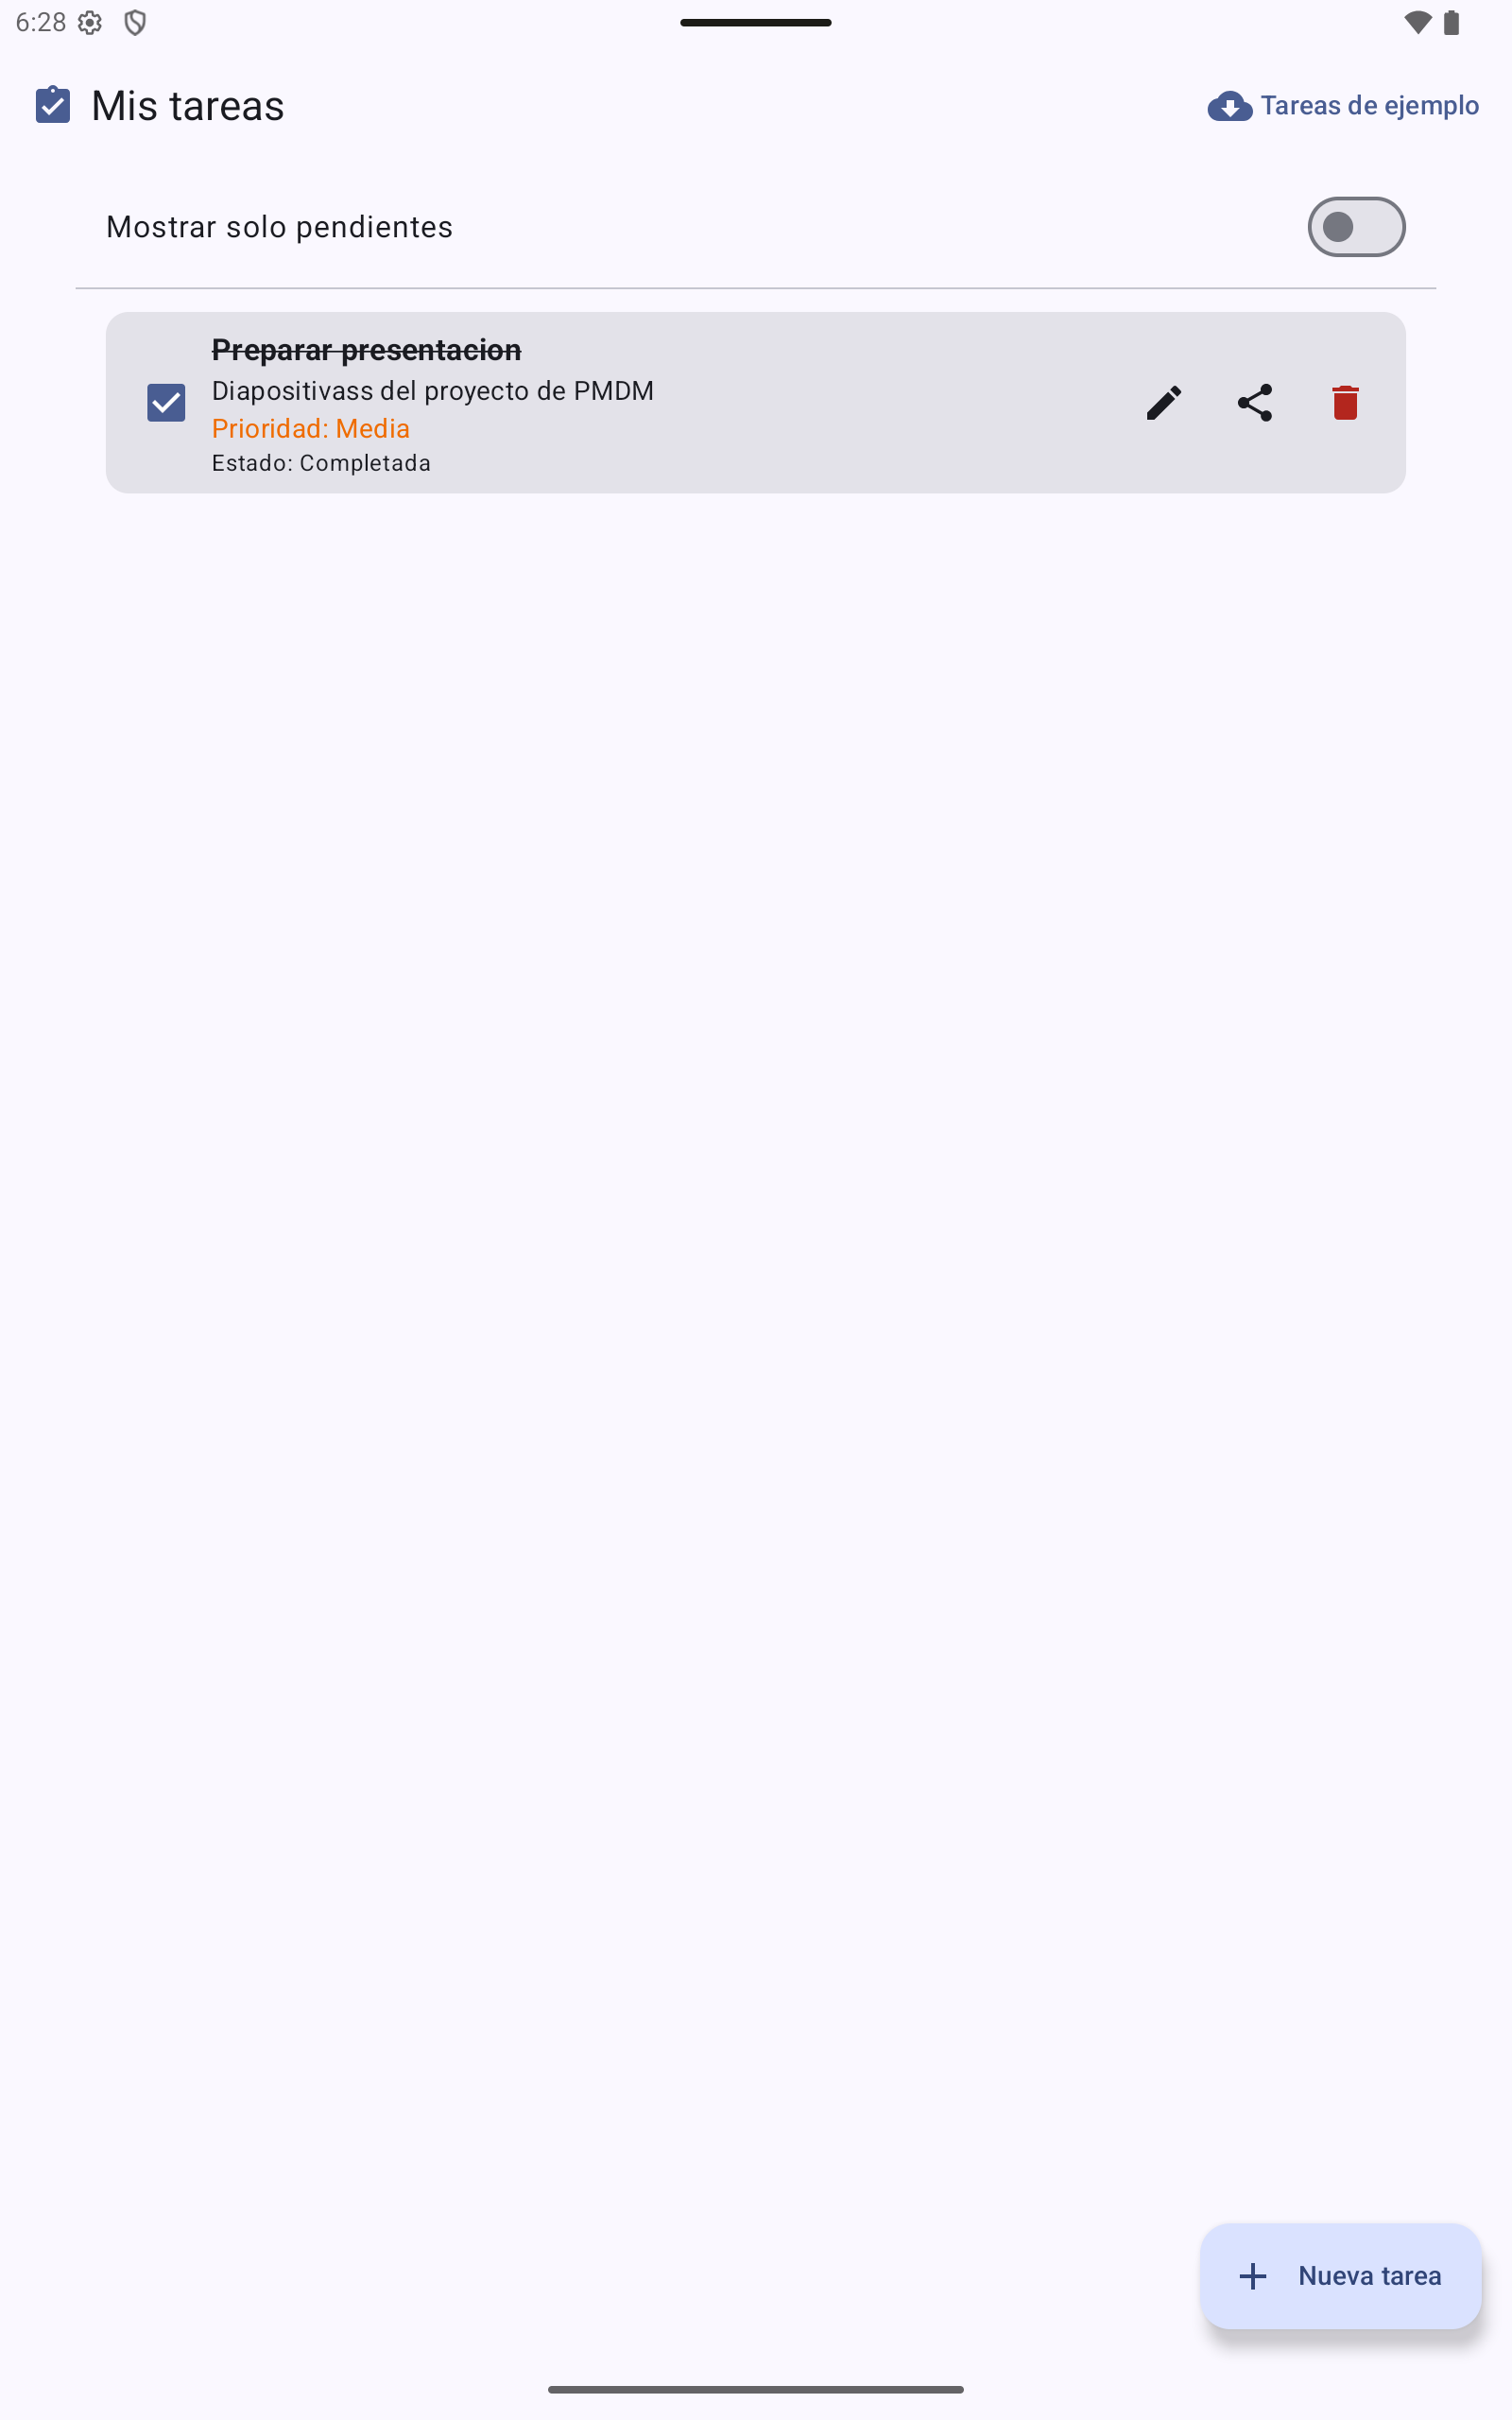 6:28
Mis tareas
Tareas de ejemplo
Mostrar solo pendientes
Preparar presentacion
Diapositivass del proyecto de PMDM
Prioridad: Media
Estado: Completada
Nueva tarea